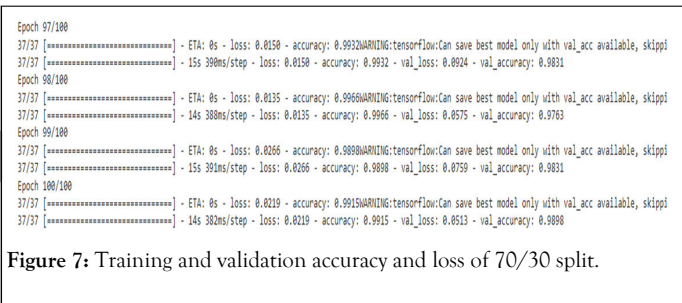 Epoch 97/100
37/37 [==============================] - ETA: 0s - loss: 0.0150 - accuracy: 0.9932WARNING:tensorflow:Can save best model only with val_acc available, skippi
37/37 [==============================] - 15s 390ms/step - loss: 0.0150 - accuracy: 0.9932 - val_loss: 0.0924 - val_accuracy: 0.9831
Epoch 98/100
37/37 [==============================] - ETA: 0s - loss: 0.0135 - accuracy: 0.9966WARNING:tensorflow:Can save best model only with val_acc available, skippi
37/37 [==============================] - 14s 388ms/step - loss: 0.0135 - accuracy: 0.9966 - val_loss: 0.0575 - val_accuracy: 0.9763
Epoch 99/100
37/37 [==============================] - ETA: 0s - loss: 0.0266 - accuracy: 0.9898WARNING:tensorflow:Can save best model only with val_acc available, skippi
37/37 [==============================] - 15s 391ms/step - loss: 0.0266 - accuracy: 0.9898 - val_loss: 0.0759 - val_accuracy: 0.9831
Epoch 100/100
37/37 [==============================] - ETA: 0s - loss: 0.0219 - accuracy: 0.9915WARNING:tensorflow:Can save best model only with val_acc available, skippi
37/37 [==============================] - 14s 382ms/step - loss: 0.0219 - accuracy: 0.9915 - val_loss: 0.0513 - val_accuracy: 0.9898
Figure 7: Training and validation accuracy and loss of 70/30 split.